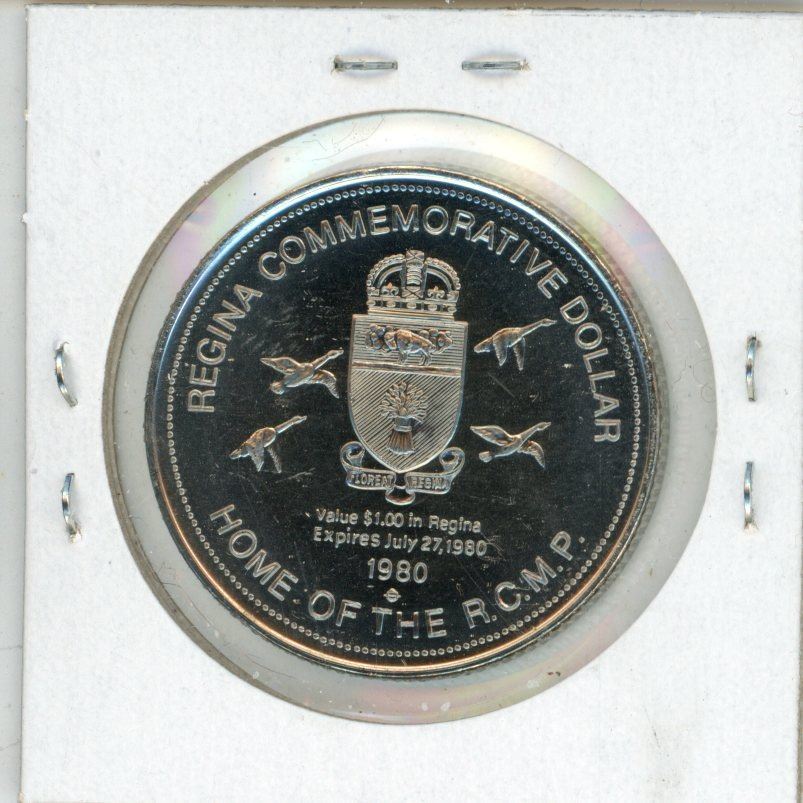 REGINA COMMEMORATIVE DOLLAR
FLOREAT REGINA
Value $1.00 in Regina
Expires July 27, 1980
1980
HOME OF THE R.C.M.P.